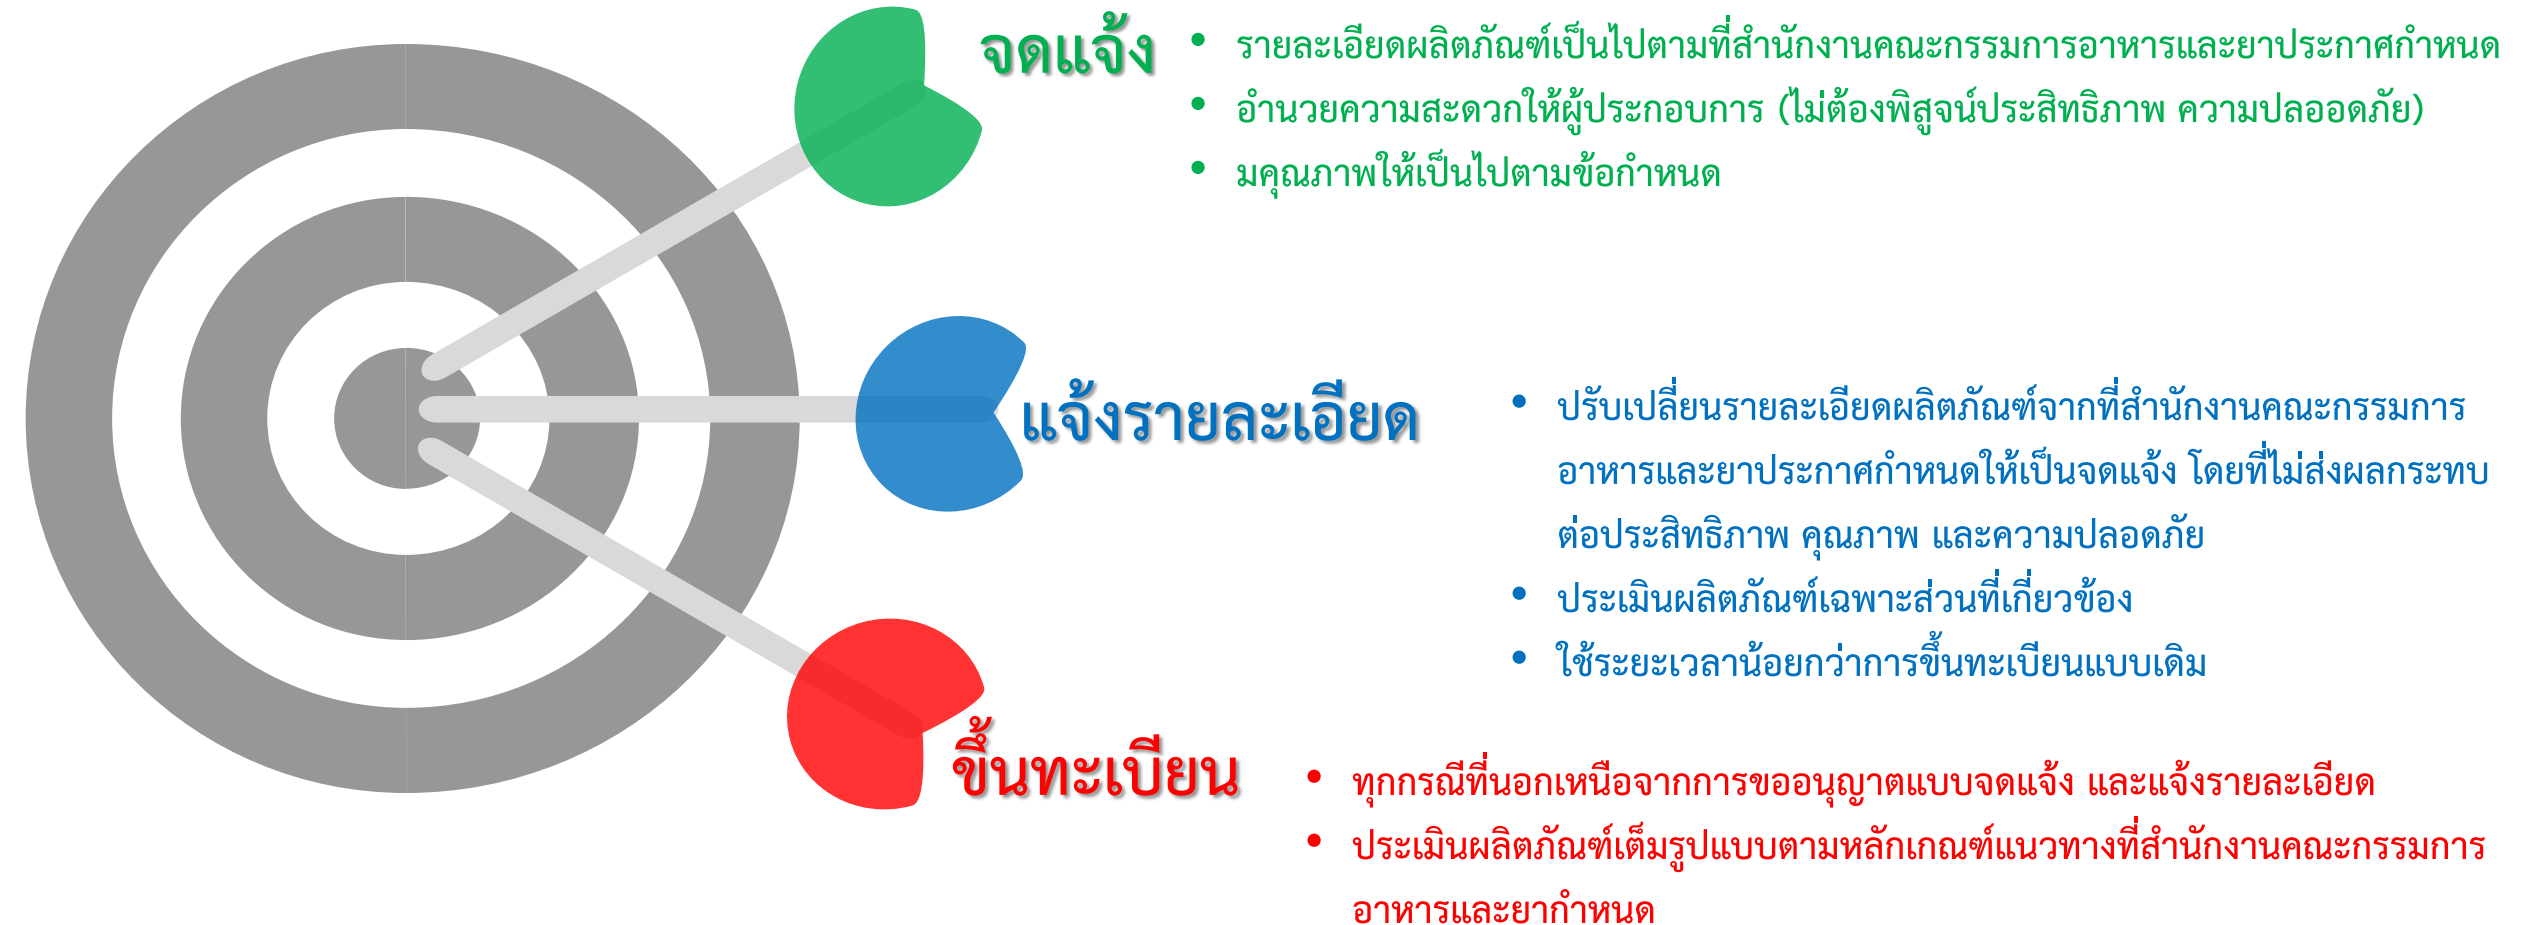 จดแจ้ง
• รายละเอียดผลิตภัณฑ์เป็นไปตามที่สำนักงานคณะกรรมการอาหารและยาประกาศกำหนด
• อำนวยความสะดวกให้ผู้ประกอบการ (ไม่ต้องพิสูจน์ประสิทธิภาพ ความปลออดภัย)
• มคุณภาพให้เป็นไปตามข้อกำหนด
แจ้งรายละเอียด
• ปรับเปลี่ยนรายละเอียดผลิตภัณฑ์จากที่สำนักงานคณะกรรมการ
อาหารและยาประกาศกำหนดให้เป็นจดแจ้ง โดยที่ไม่ส่งผลกระทบ
ต่อประสิทธิภาพ คุณภาพ และความปลอดภัย
• ประเมินผลิตภัณฑ์เฉพาะส่วนที่เกี่ยวข้อง
• ใช้ระยะเวลาน้อยกว่าการขึ้นทะเบียนแบบเดิม
ขึ้นทะเบียน
• ทุกกรณีที่นอกเหนือจากการขออนุญาตแบบจดแจ้ง และแจ้งรายละเอียด
• ประเมินผลิตภัณฑ์เต็มรูปแบบตามหลักเกณฑ์แนวทางที่สำนักงานคณะกรรมการ
อาหารและยากำหนด